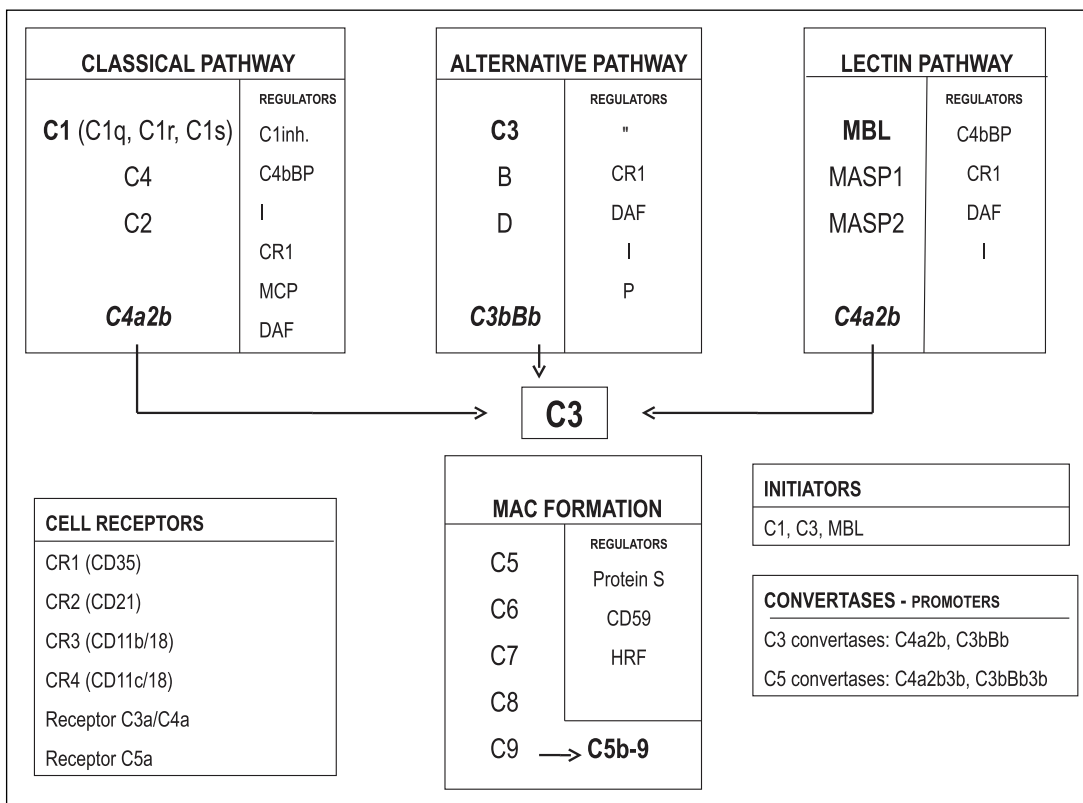 CLASSICAL PATHWAY
REGULATORS
C1 (C1q, C1r, C1s)
C1inh.
C4
C4bBP
C2
I
CR1
MCP
C4a2b
DAF
ALTERNATIVE PATHWAY
REGULATORS
C3
"
B
CR1
D
DAF
I
P
C3bBb
LECTIN PATHWAY
REGULATORS
MBL
C4bBP
MASP1
CR1
MASP2
DAF
I
C4a2b
C3
CELL RECEPTORS
CR1 (CD35)
CR2 (CD21)
CR3 (CD11b/18)
CR4 (CD11c/18)
Receptor C3a/C4a
Receptor C5a
MAC FORMATION
REGULATORS
C5
Protein S
C6
CD59
C7
HRF
C8
C9
C5b-9
INITIATORS
C1, C3, MBL
CONVERTASES - PROMOTERS
C3 convertases: C4a2b, C3bBb
C5 convertases: C4a2b3b, C3bBb3b